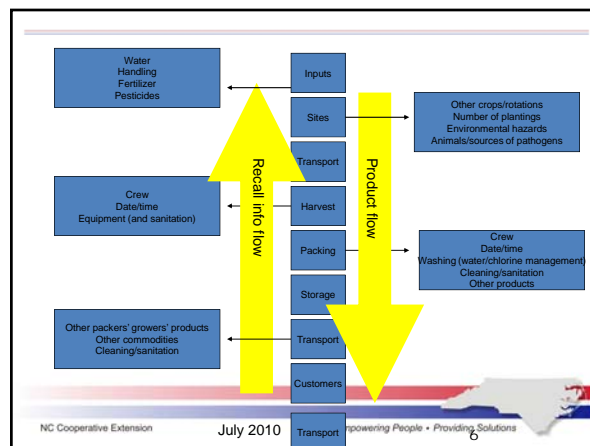 Water
Handling
Fertilizer
Pesticides
Inputs
Sites
Other crops/rotations
Number of plantings
Environmental hazards
Animals/sources of pathogens
Transport
Recall info flow
Product flow
Crew
Date/time
Equipment (and sanitation)
Harvest
Packing
Crew
Date/time
Washing (water/chlorine management)
Cleaning/sanitation
Other products
Storage
Other packers' growers' products
Other commodities
Cleaning/sanitation
Transport
Customers
Transport
NC Cooperative Extension
July 2010
mpowering People • Providing Solutions
6